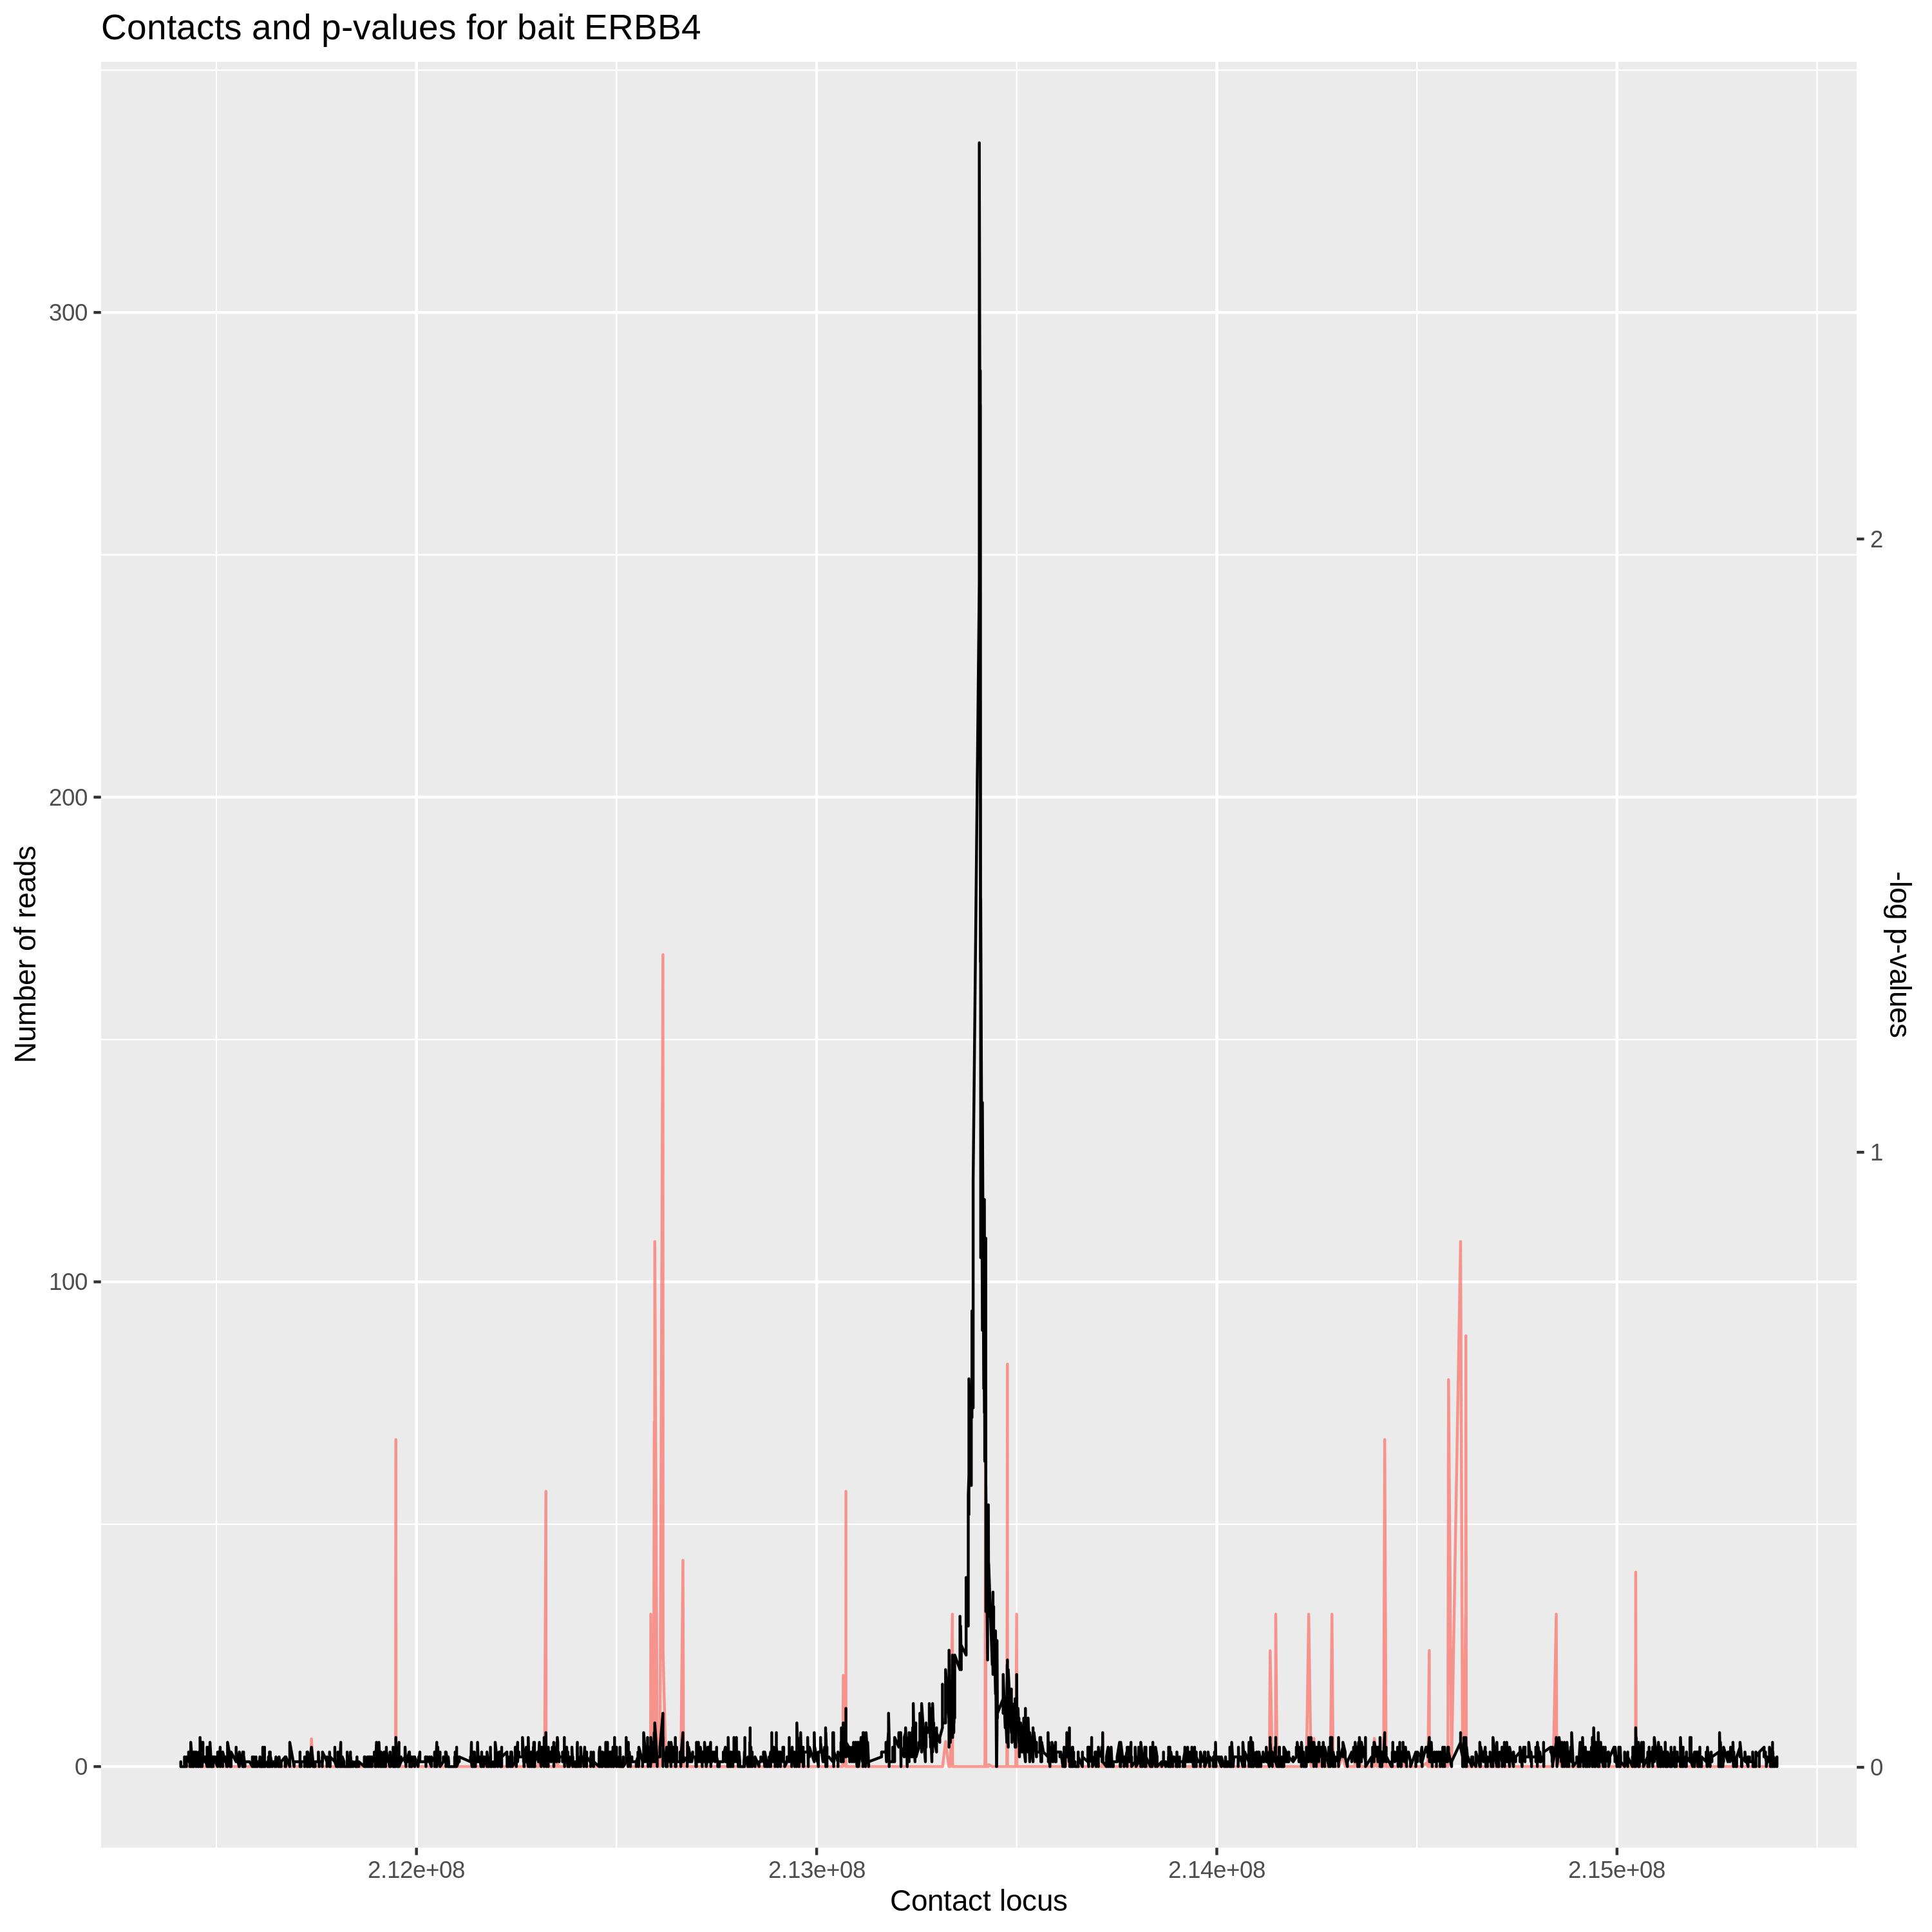 Contacts and p-values for bait ERBB4
300
200
100
0
Number of reads
2
1
0
-log p-values
2.12e+08
2.13e+08
2.14e+08
2.15e+08
Contact locus